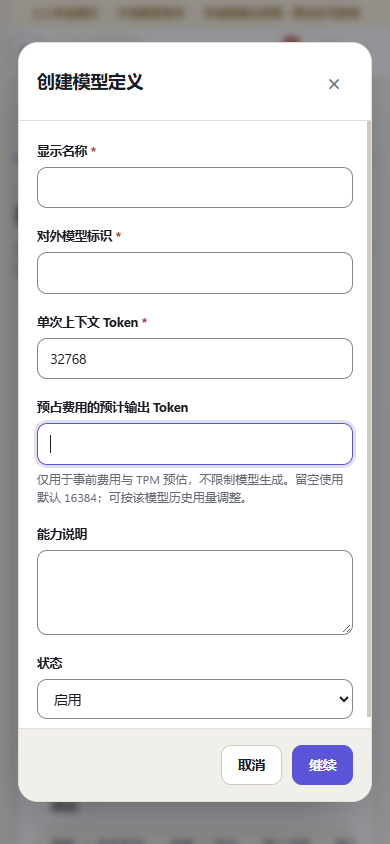 创建模型定义
×
显示名称 *
对外模型标识 *
单次上下文 Token *
32768
预占费用的预计输出 Token
仅用于事前费用与 TPM 预估，不限制模型生成。留空使用
默认 16384；可按该模型历史用量调整。
能力说明
状态
启用
取消
继续